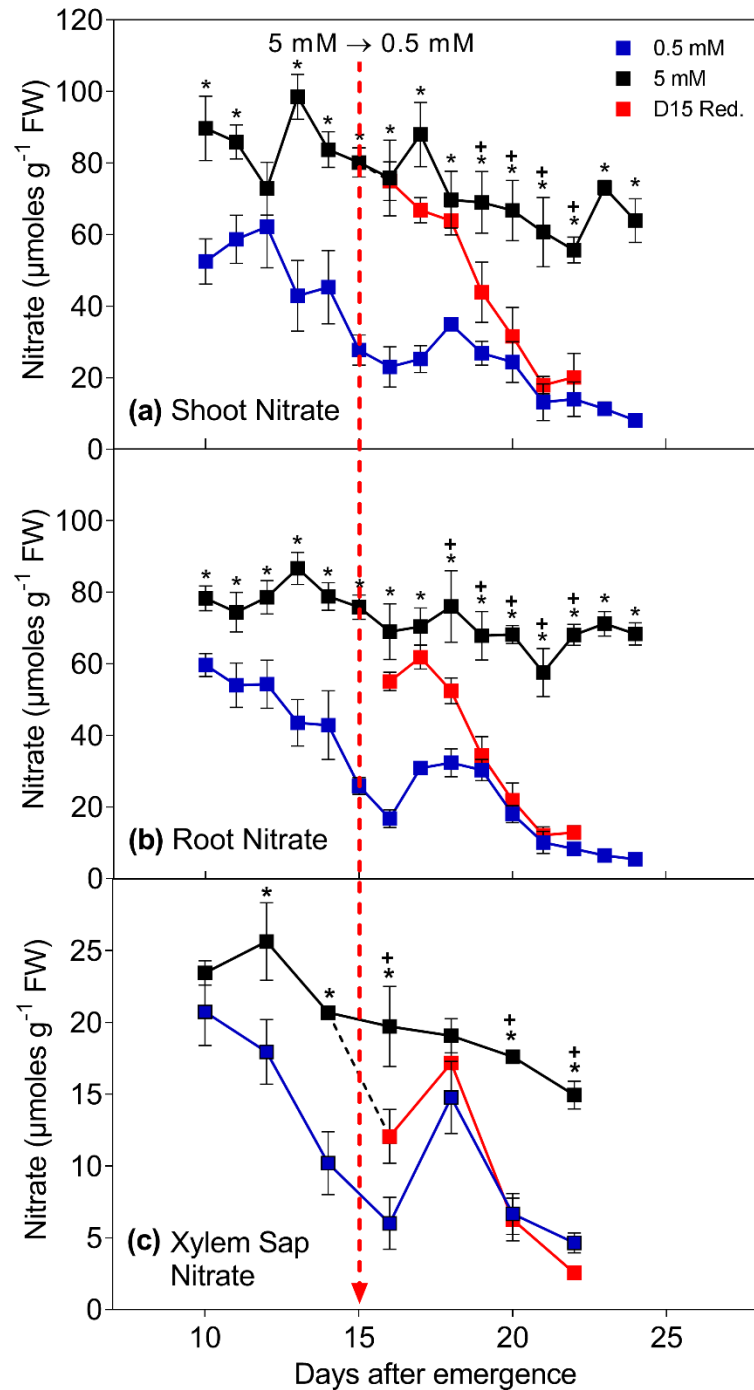 120
5 mM → 0.5 mM
0.5 mM
5 mM
D15 Red.
100
80
60
40
20
0
Nitrate (µmoles g⁻¹ FW)
* * * * * * * * + * + * + * + * * *
(a) Shoot Nitrate
100
80
60
40
20
0
Nitrate (µmoles g⁻¹ FW)
* * * * * * * * + * + * + * + * + * * *
(b) Root Nitrate
25
20
15
10
5
0
Nitrate (µmoles g⁻¹ FW)
* * + * + * + *
(c) Xylem Sap
Nitrate
10 15 20 25
Days after emergence